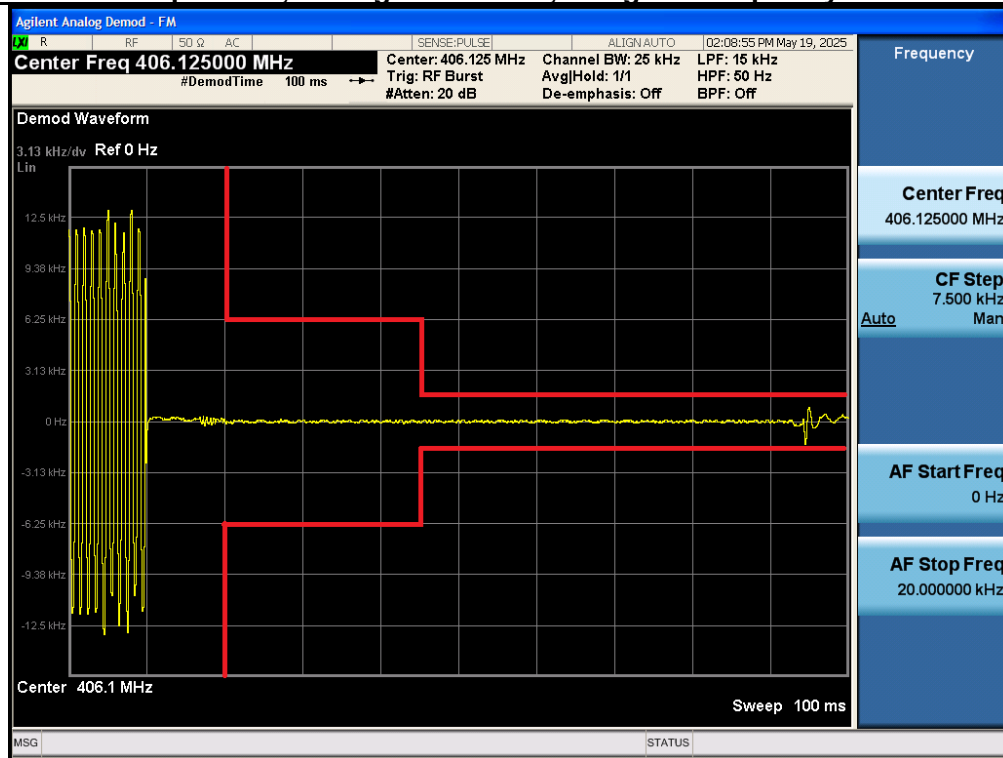 Agilent Analog Demod - FM
LXI R RF 50 Ω AC SENSE:PULSE ALIGN AUTO 02:08:55 PM May 19, 2025
Center Freq 406.125000 MHz
#DemodTime 100 ms
Center: 406.125 MHz Channel BW: 25 kHz LPF: 15 kHz
Trig: RF Burst Avg|Hold: 1/1 HPF: 50 Hz
#Atten: 20 dB De-emphasis: Off BPF: Off
Demod Waveform
3.13 kHz/dv Ref 0 Hz
Lin
12.5 kHz
9.38 kHz
6.25 kHz
3.13 kHz
0 Hz
-3.13 kHz
-6.25 kHz
-9.38 kHz
-12.5 kHz
Center 406.1 MHz
Sweep 100 ms
MSG STATUS
Frequency
Center Freq
406.125000 MHz
CF Step
7.500 kHz
Auto Man
AF Start Freq
0 Hz
AF Stop Freq
20.000000 kHz